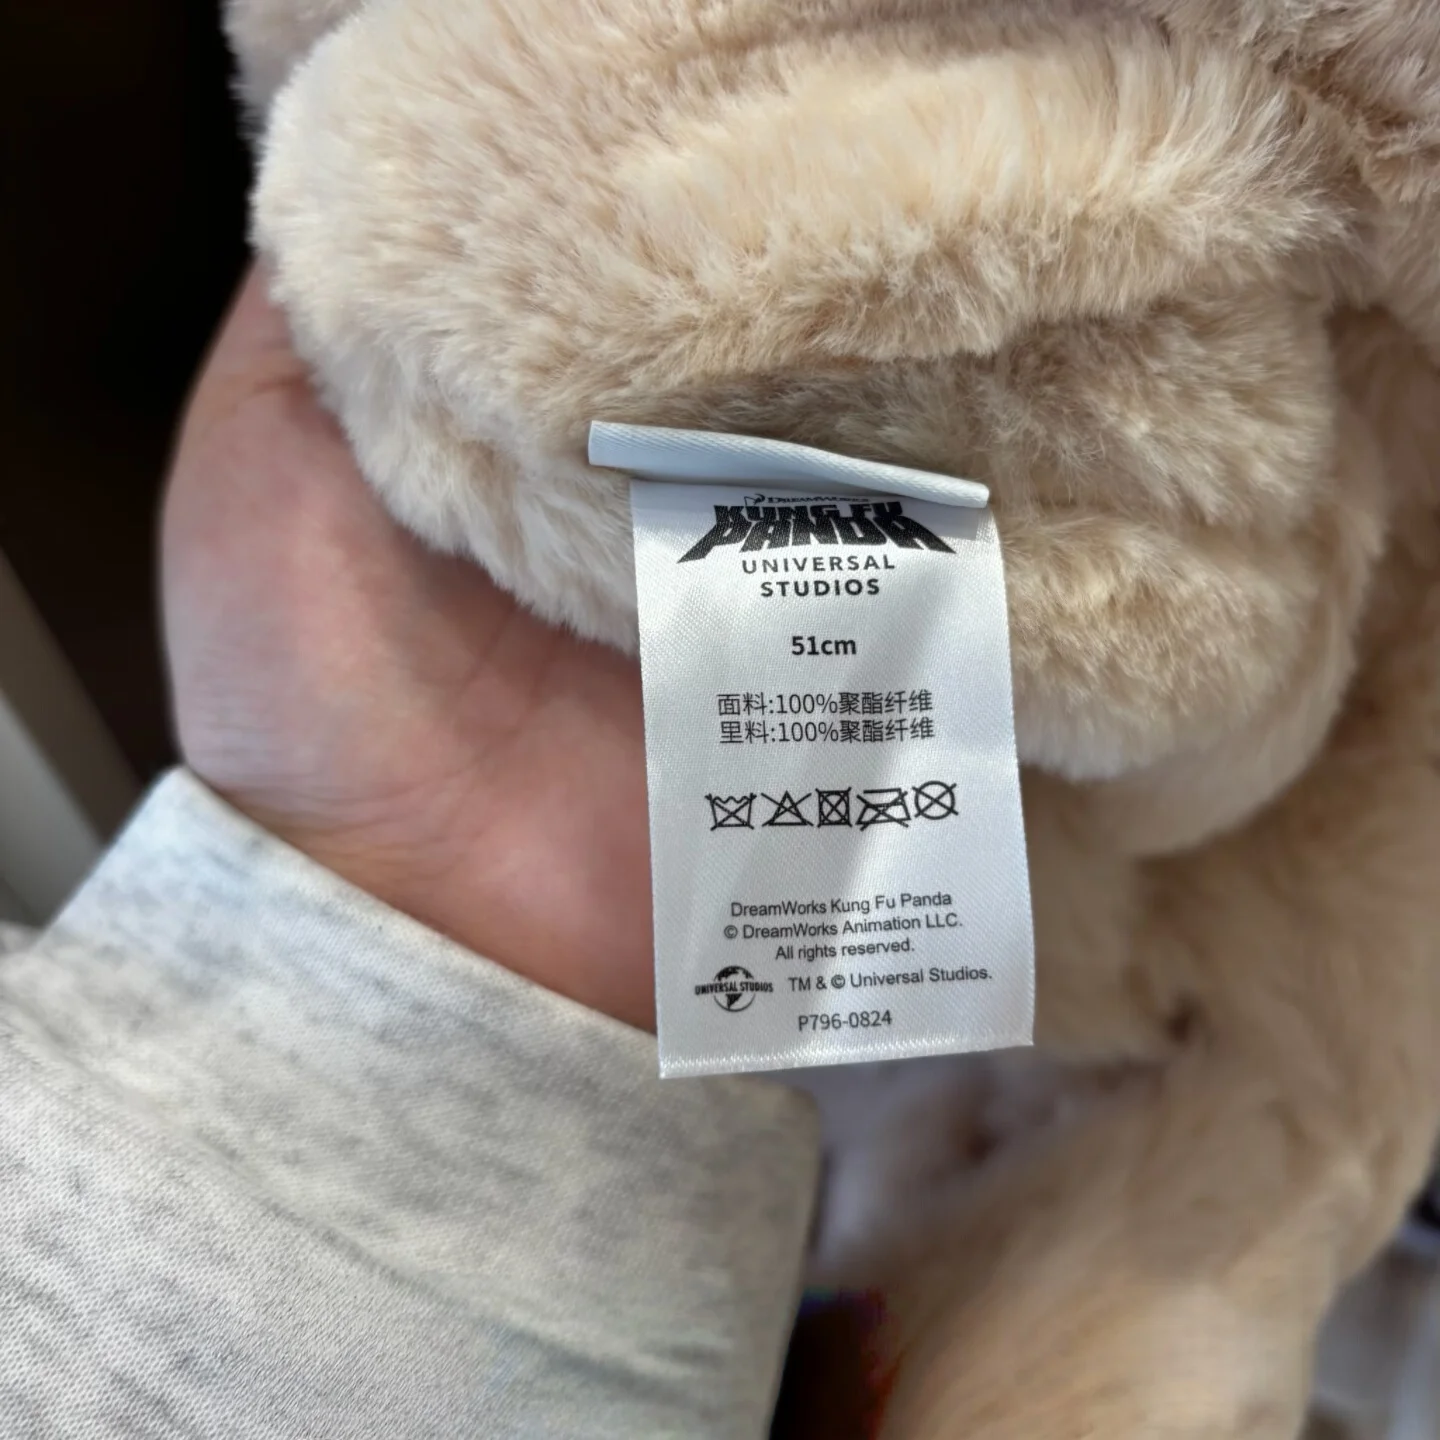 DREAMWORKS
KUNG FU
PANDA
UNIVERSAL
STUDIOS
51cm
面料:100%聚酯纤维
里料:100%聚酯纤维
DreamWorks Kung Fu Panda
© DreamWorks Animation LLC.
All rights reserved.
UNIVERSAL STUDIOS TM & © Universal Studios.
P796-0824